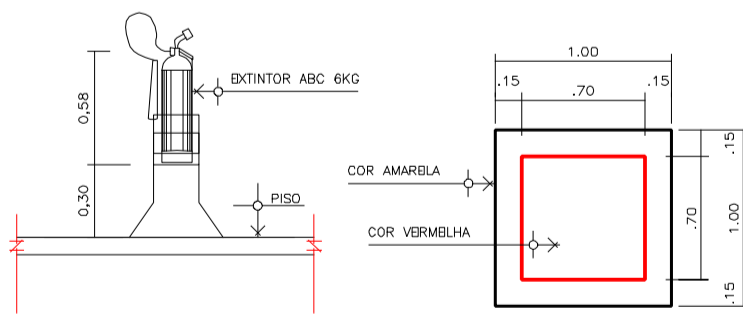 0,58
0,30
EXTINTOR ABC 6KG
PISO
1.00
.15
.15
.70
COR AMARELA
COR VERMELHA
.15
.70
1.00
.15